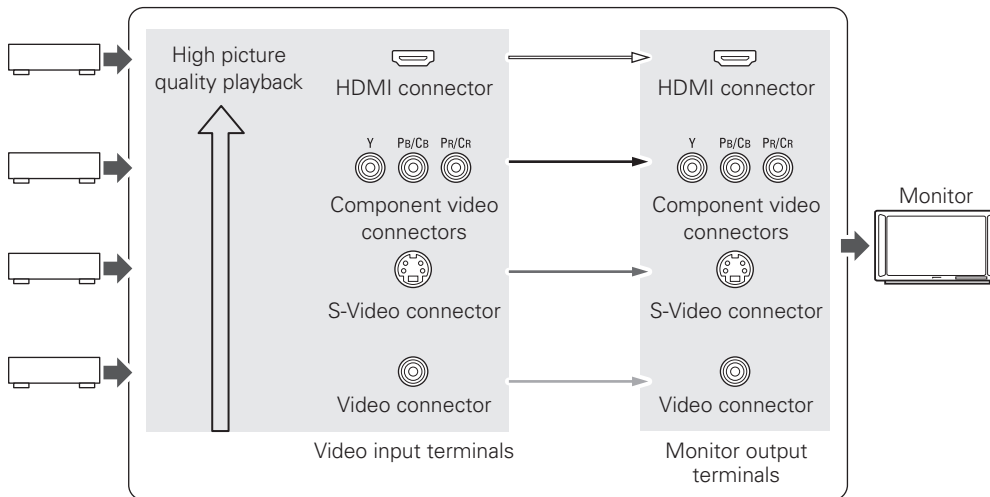 High picture
quality playback
HDMI connector
HDMI connector
Y PB/CB PR/CR
Y PB/CB PR/CR
Component video
connectors
Component video
connectors
Monitor
S-Video connector
S-Video connector
Video connector
Video connector
Video input terminals
Monitor output
terminals